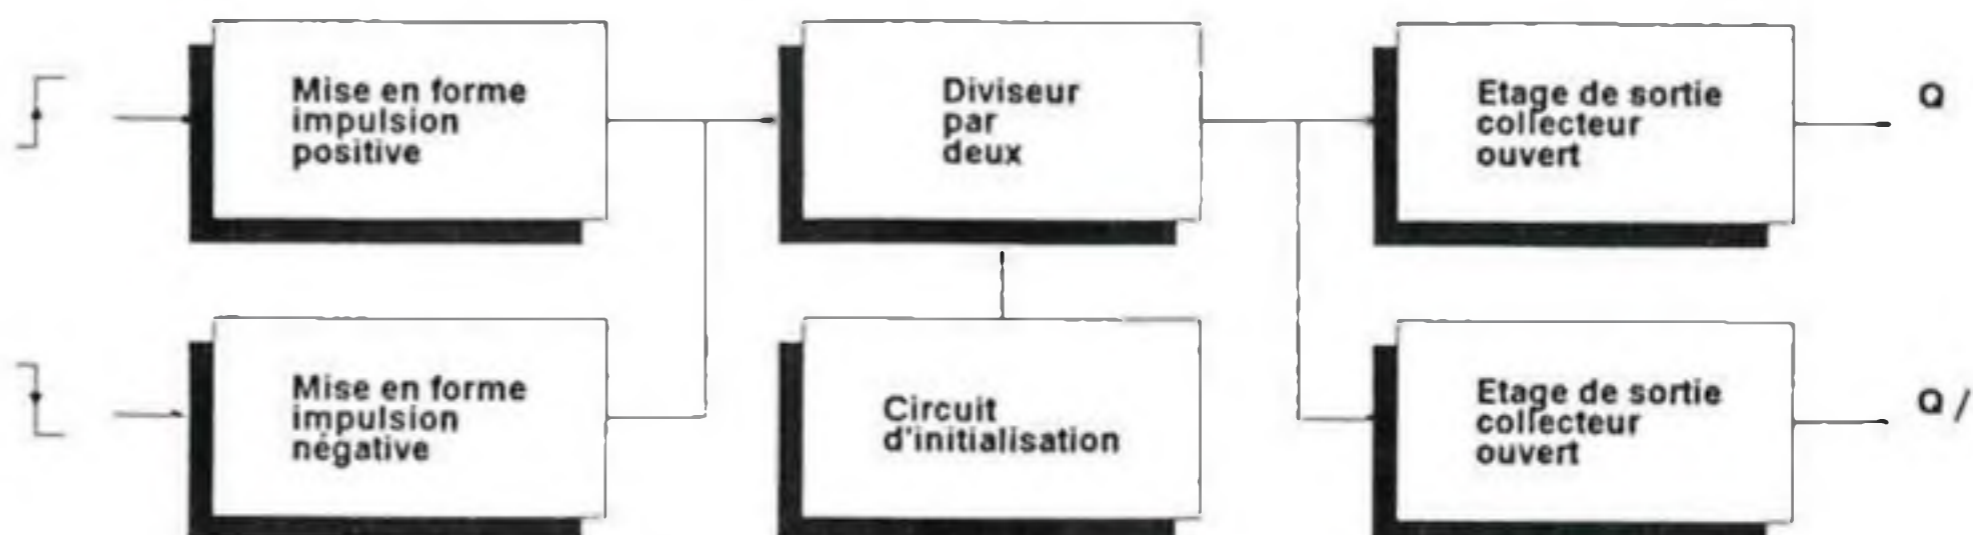 Mise en forme
impulsion
positive
Diviseur
par
deux
Etage de sortie
collecteur
ouvert
Q
Mise en forme
impulsion
négative
Circuit
d'initialisation
Etage de sortie
collecteur
ouvert
Q /